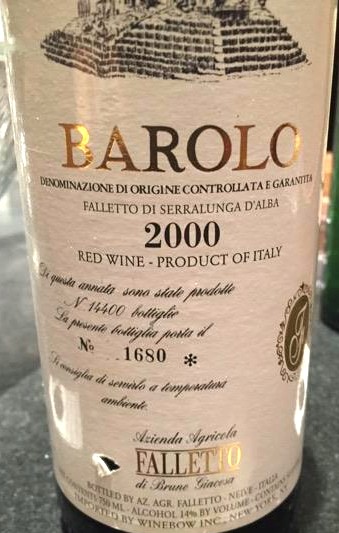 BAROLO
DENOMINAZIONE DI ORIGINE CONTROLLATA E GARANTITA
FALLETTO DI SERRALUNGA D'ALBA
2000
RED WINE - PRODUCT OF ITALY
Di questa annata sono state prodotte
N° 14400 bottiglie
La presente bottiglia porta il
No 1680 *
Si consiglia di servirlo a temperatura
ambiente.
Azienda Agricola
FALLETTO
di Bruno Giacosa
BOTTLED BY AZ. AGR. FALLETTO - NEIVE - ITALIA
CONTENTS 750 ML - ALCOHOL 14% BY VOLUME - CONTAINS
IMPORTED BY WINEBOW INC., NEW YORK, NY